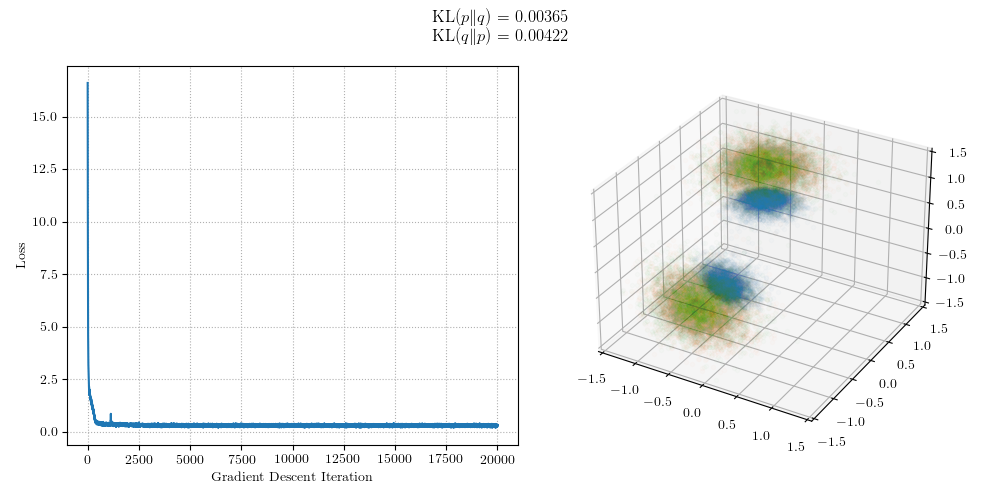 KL(p‖q) = 0.00365
KL(q‖p) = 0.00422
Loss
15.0
12.5
10.0
7.5
5.0
2.5
0.0
0 2500 5000 7500 10000 12500 15000 17500 20000
Gradient Descent Iteration
1.5
1.0
0.5
0.0
−0.5
−1.0
−1.5
−1.5 −1.0 −0.5 0.0 0.5 1.0 1.5
−1.5 −1.0 −0.5 0.0 0.5 1.0 1.5